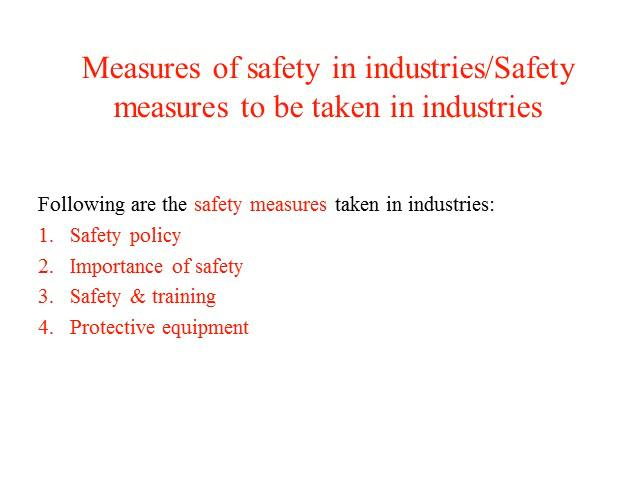 Measures of safety in industries/Safety
measures to be taken in industries
Following are the safety measures taken in industries:
1. Safety policy
2. Importance of safety
3. Safety & training
4. Protective equipment